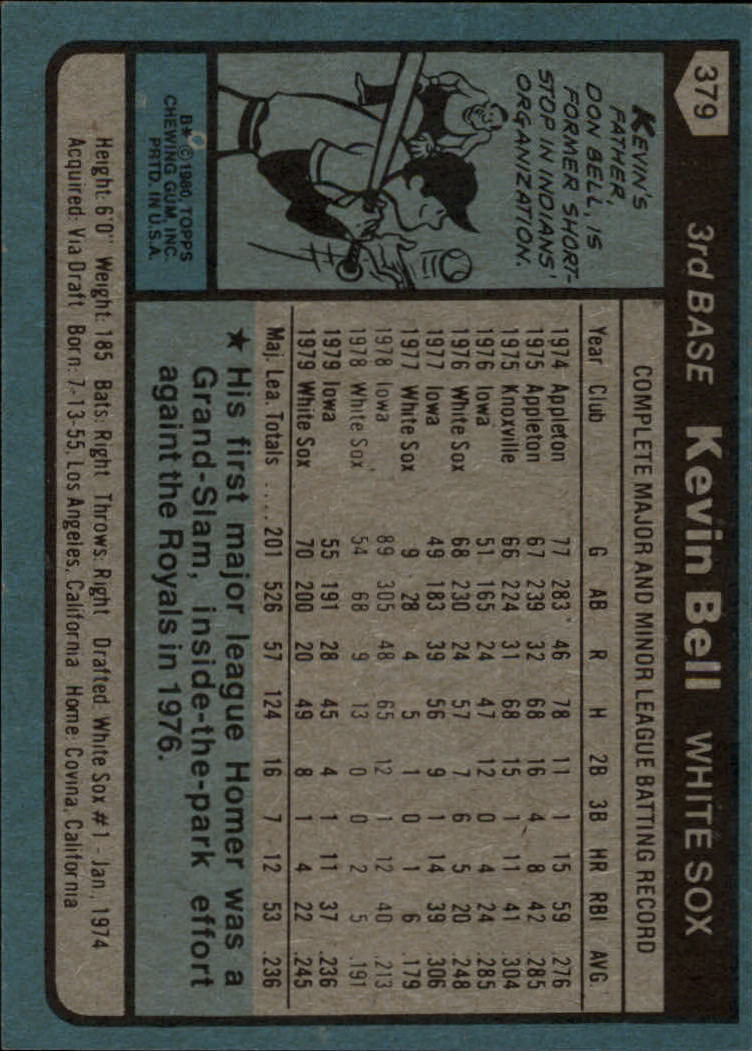 379
3rd BASE Kevin Bell WHITE SOX
KEVIN'S
FATHER,
DON BELL, IS
FORMER SHORT-
STOP IN INDIANS'
ORGANIZATION.
B* © 1980 TOPPS
CHEWING GUM, INC.
PRTD. IN U.S.A.
COMPLETE MAJOR AND MINOR LEAGUE BATTING RECORD
Year Club G AB R H 2B 3B HR RBI AVG.
1974 Appleton 77 283 46 78 11 1 15 59 .276
1975 Appleton 67 239 32 68 16 4 8 42 .285
1975 Knoxville 66 224 31 68 15 1 11 41 .304
1976 Iowa 51 165 24 47 12 0 4 24 .285
1976 White Sox 68 230 24 57 7 6 5 20 .248
1977 Iowa 49 183 39 56 9 1 14 39 .306
1977 White Sox 9 28 4 5 1 0 1 6 .179
1978 Iowa 89 305 48 65 12 1 12 40 .213
1978 White Sox 54 68 9 13 0 0 2 5 .191
1979 Iowa 55 191 28 45 4 1 11 37 .236
1979 White Sox 70 200 20 49 8 1 4 22 .245
Maj. Lea. Totals .... 201 526 57 124 16 7 12 53 .236
★ His first major league Homer was a
Grand-Slam, inside-the-park effort
againt the Royals in 1976.
Height: 6'0" Weight: 185 Bats: Right Throws: Right Drafted: White Sox #1 - Jan., 1974
Acquired: Via Draft Born: 7-13-55, Los Angeles, California Home: Covina, California